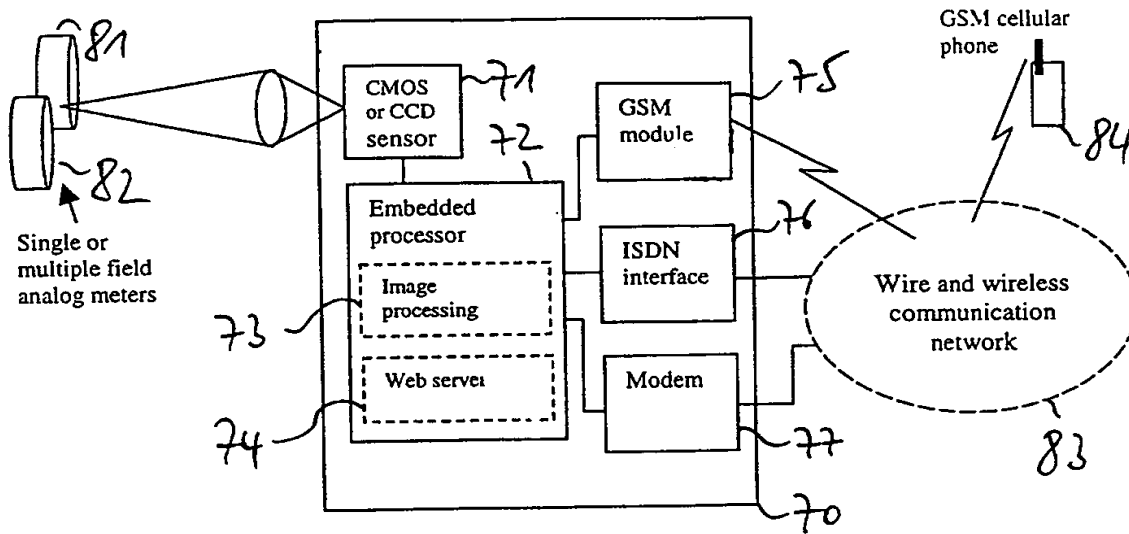 81
82
Single or
multiple field
analog meters
CMOS
or CCD
sensor
71
72
Embedded
processor
Image
processing
73
Web server
74
GSM
module
75
ISDN
interface
76
Modem
77
70
GSM cellular
phone
84
Wire and wireless
communication
network
83